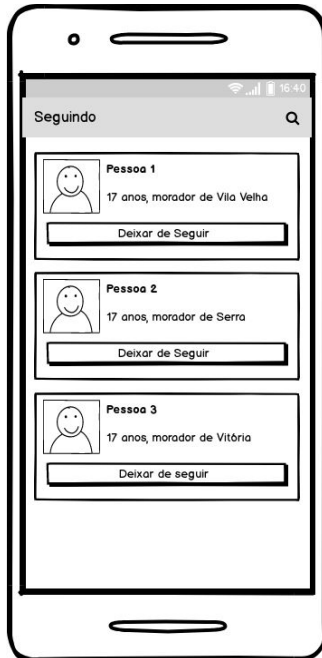 16:40
Seguindo
Pessoa 1
17 anos, morador de Vila Velha
Deixar de Seguir
Pessoa 2
17 anos, morador de Serra
Deixar de Seguir
Pessoa 3
17 anos, morador de Vitória
Deixar de seguir